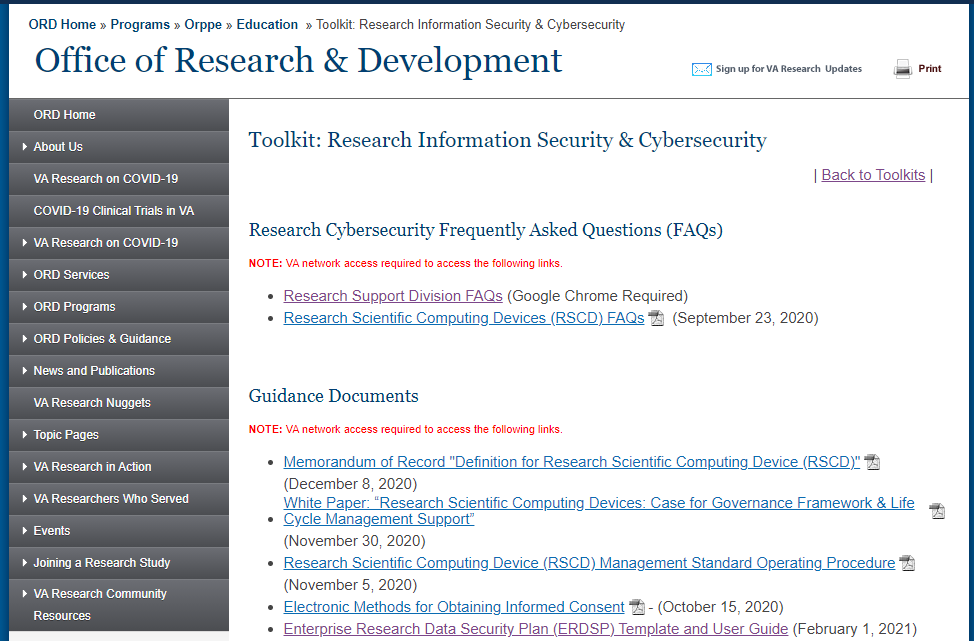 ORD Home » Programs » Orppe » Education » Toolkit: Research Information Security & Cybersecurity
Office of Research & Development
Sign up for VA Research Updates
Print
ORD Home
About Us
VA Research on COVID-19
COVID-19 Clinical Trials in VA
VA Research on COVID-19
ORD Services
ORD Programs
ORD Policies & Guidance
News and Publications
VA Research Nuggets
Topic Pages
VA Research in Action
VA Researchers Who Served
Events
Joining a Research Study
VA Research Community
Resources
Toolkit: Research Information Security & Cybersecurity
| Back to Toolkits |
Research Cybersecurity Frequently Asked Questions (FAQs)
NOTE: VA network access required to access the following links.
• Research Support Division FAQs (Google Chrome Required)
• Research Scientific Computing Devices (RSCD) FAQs (September 23, 2020)
Guidance Documents
NOTE: VA network access required to access the following links.
• Memorandum of Record "Definition for Research Scientific Computing Device (RSCD)"
(December 8, 2020)
White Paper: “Research Scientific Computing Devices: Case for Governance Framework & Life
• Cycle Management Support”
(November 30, 2020)
• Research Scientific Computing Device (RSCD) Management Standard Operating Procedure
(November 5, 2020)
• Electronic Methods for Obtaining Informed Consent - (October 15, 2020)
• Enterprise Research Data Security Plan (ERDSP) Template and User Guide (February 1, 2021)